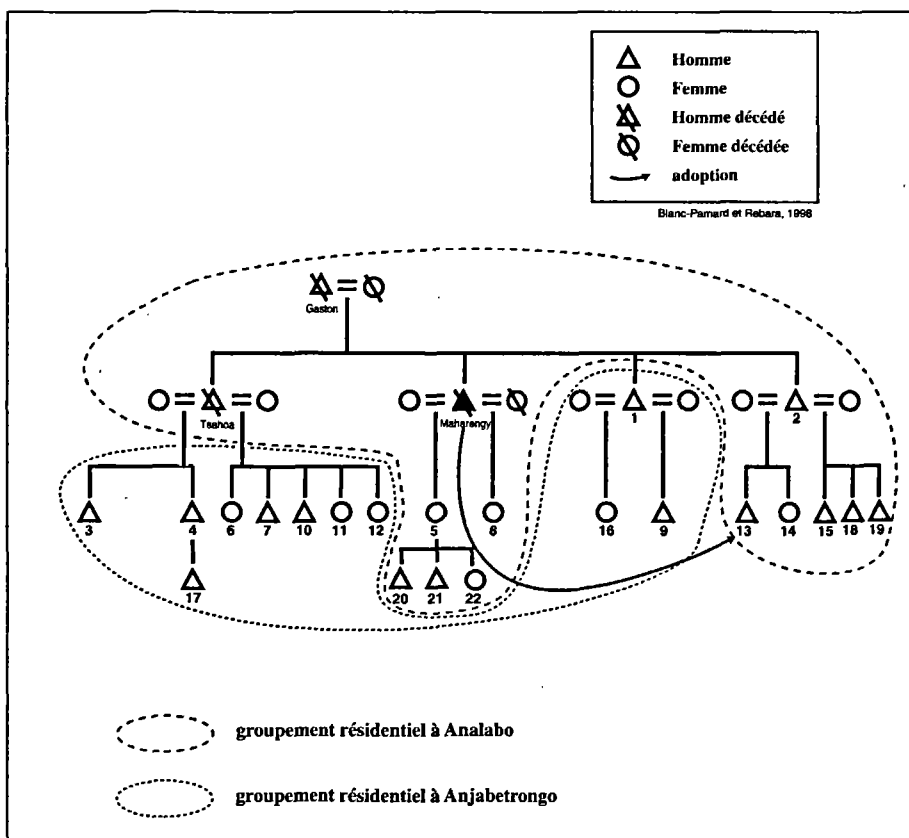 Homme
Femme
Homme décédé
Femme décédée
adoption
Blanc-Pamard et Rebara, 1998
Gaston
Tsahoa
Maharengy
1
2
3
4
6
7
10
11
12
5
8
16
9
13
14
15
18
19
17
20
21
22
groupement résidentiel à Analabo
groupement résidentiel à Anjabetrongo